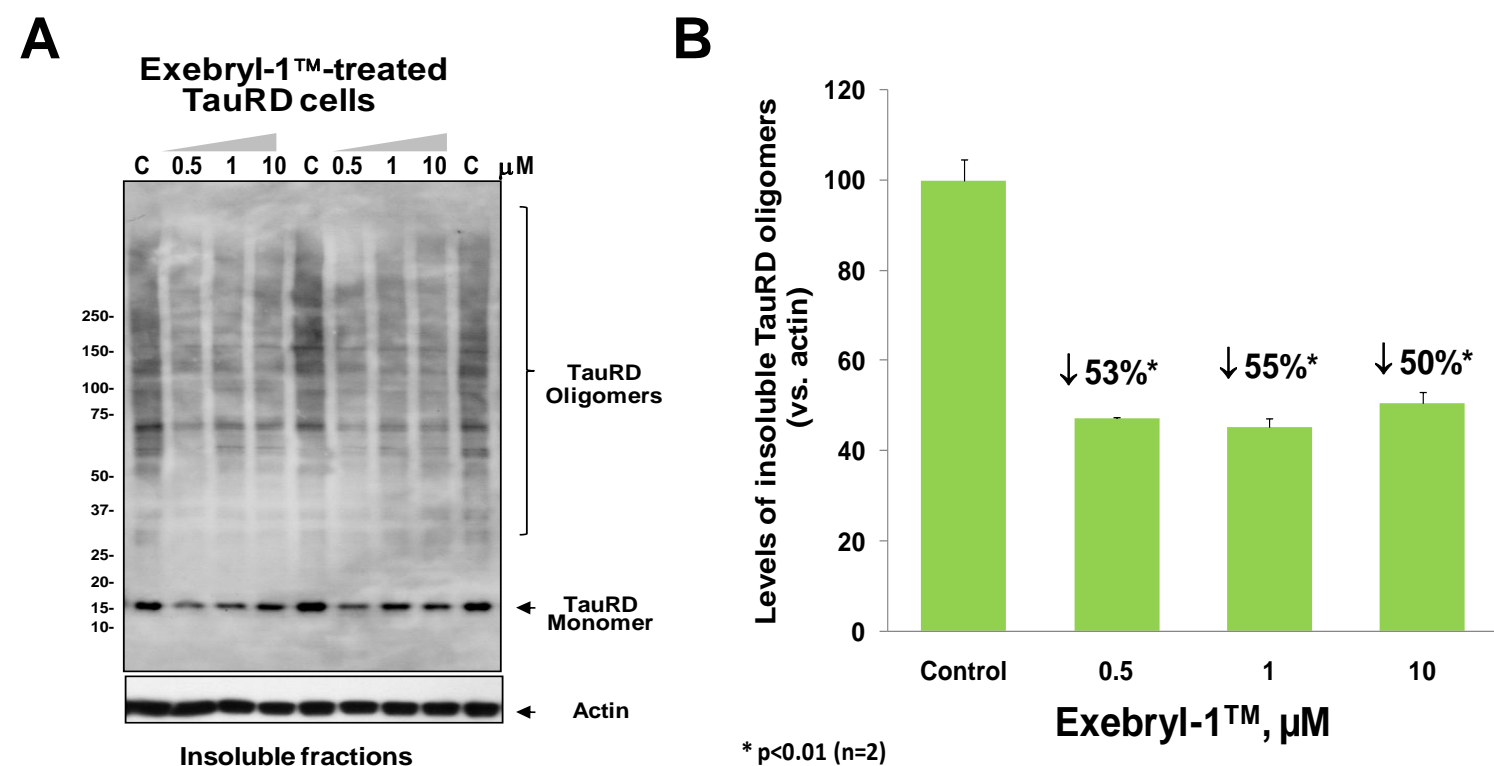 A
Exebryl-1™-treated
TauRD cells
C 0.5 1 10 C 0.5 1 10 C μM
250-
150-
100-
75-
50-
37-
25-
20-
15-
10-
TauRD
Oligomers
TauRD
Monomer
Actin
Insoluble fractions
B
Levels of insoluble TauRD oligomers
(vs. actin)
120
100
80
60
40
20
0
↓ 53%*
↓ 55%*
↓ 50%*
Control 0.5 1 10
Exebryl-1™, μM
* p<0.01 (n=2)